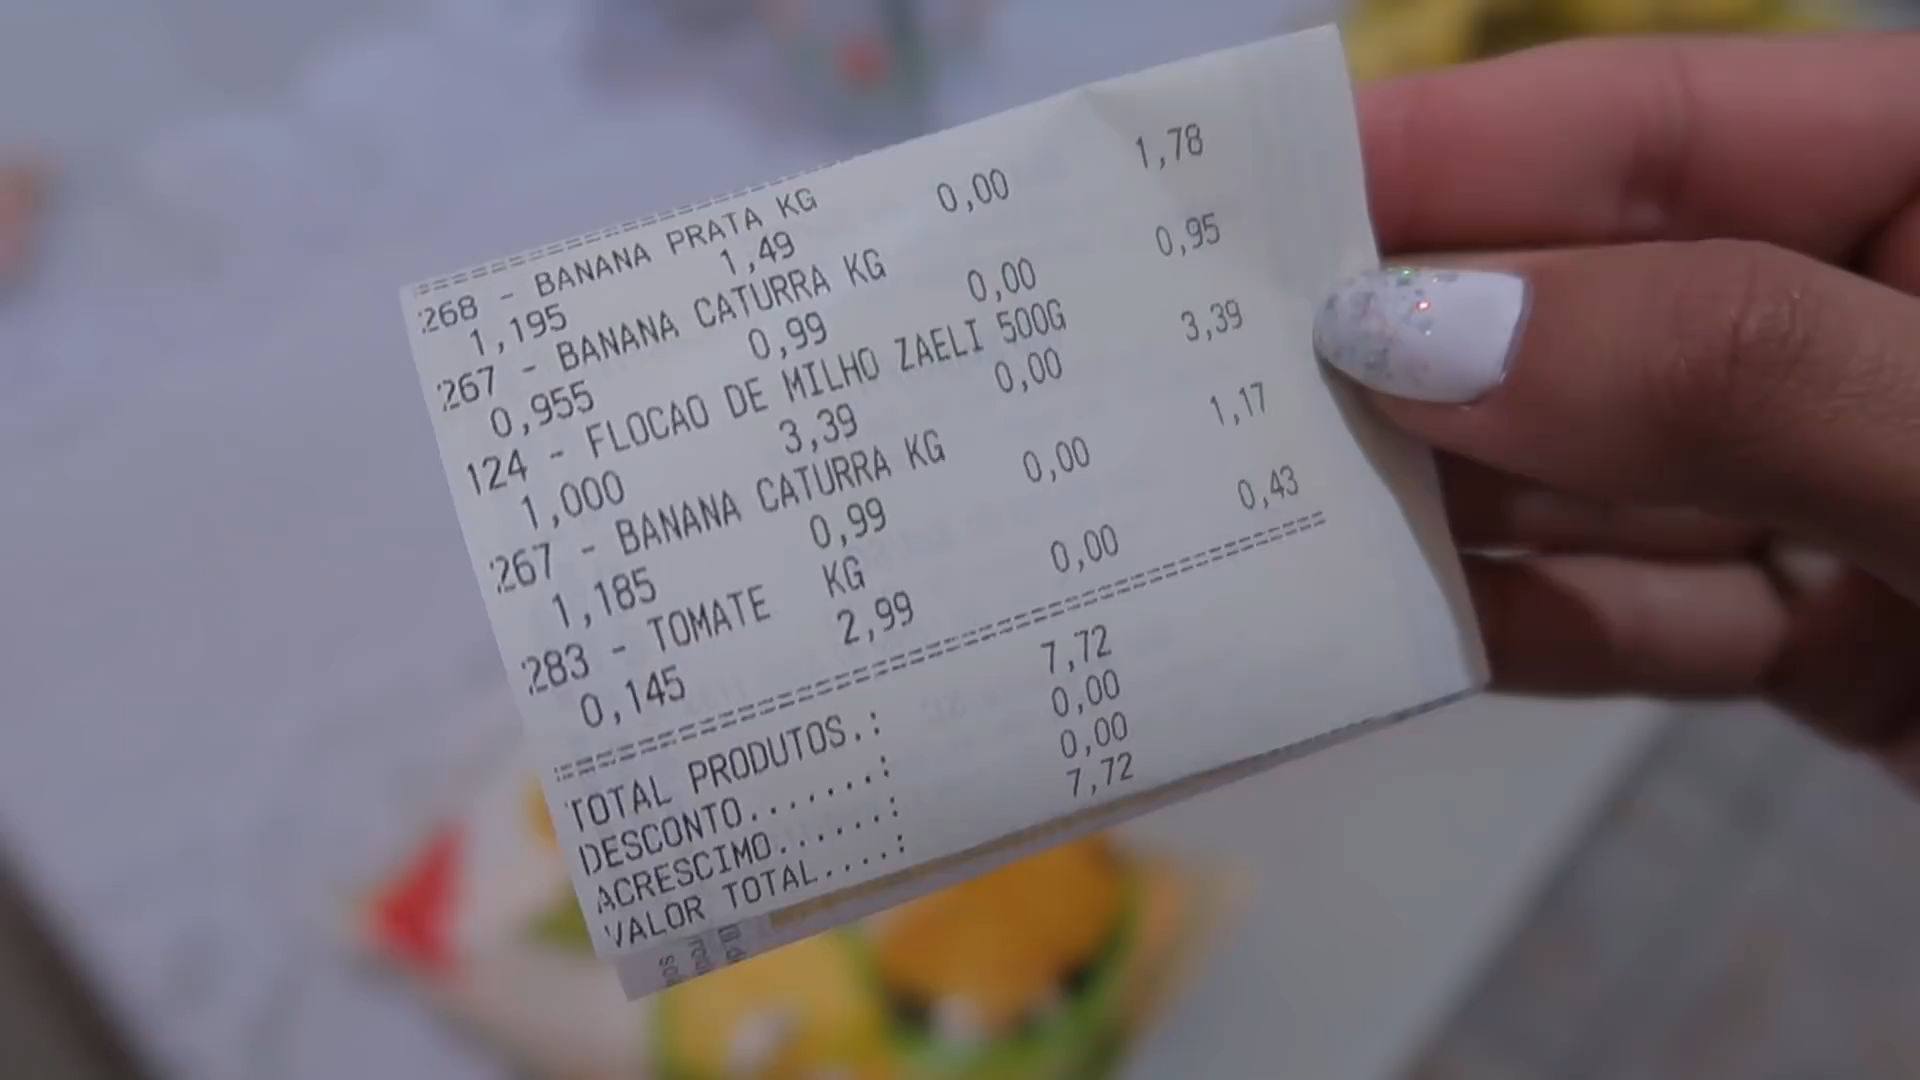 268 - BANANA PRATA KG
1,195 1,49 0,00 1,78
267 - BANANA CATURRA KG
0,955 0,99 0,00 0,95
124 - FLOCAO DE MILHO ZAELI 500G
1,000 3,39 0,00 3,39
267 - BANANA CATURRA KG
1,185 0,99 0,00 1,17
283 - TOMATE KG
0,145 2,99 0,00 0,43
TOTAL PRODUTOS.: 7,72
DESCONTO.......: 0,00
ACRESCIMO......: 0,00
VALOR TOTAL....: 7,72